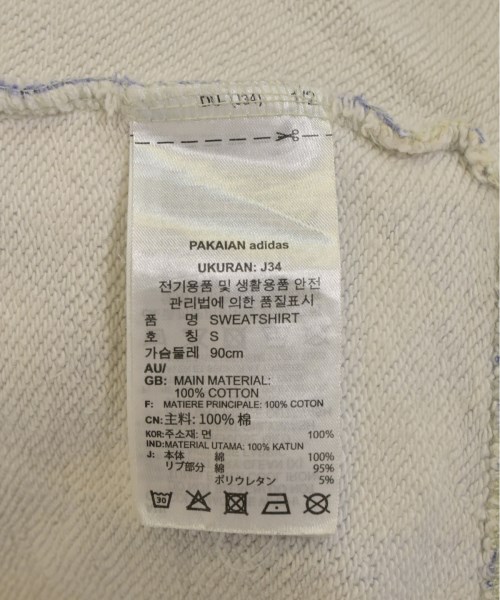 PAKAIAN adidas
UKURAN: J34
전기용품 및 생활용품 안전
관리법에 의한 품질표시
품 명 SWEATSHIRT
호 칭 S
가슴둘레 90cm
AU/
GB: MAIN MATERIAL:
100% COTTON
F: MATIERE PRINCIPALE: 100% COTON
CN: 主料: 100% 棉
KOR: 주소재: 면 100%
IND: MATERIAL UTAMA: 100% KATUN
J: 本体 綿 100%
リブ部分 綿 95%
ポリウレタン 5%
30